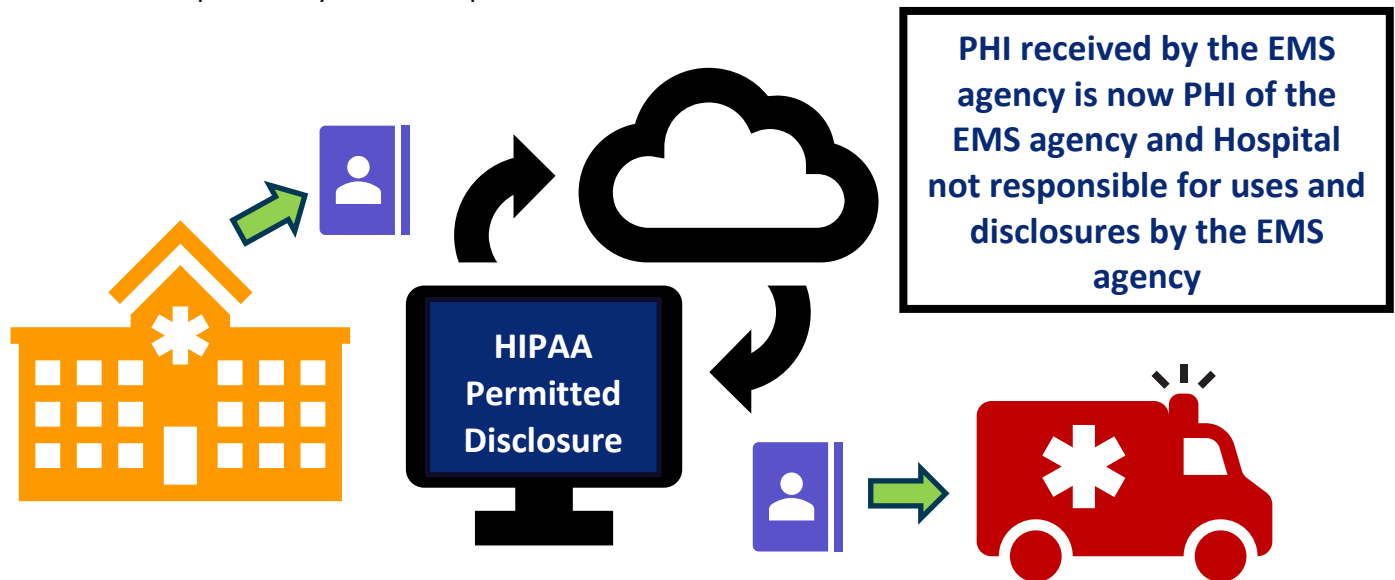 PHI received by the EMS
agency is now PHI of the
EMS agency and Hospital
not responsible for uses and
disclosures by the EMS
agency
HIPAA
Permitted
Disclosure